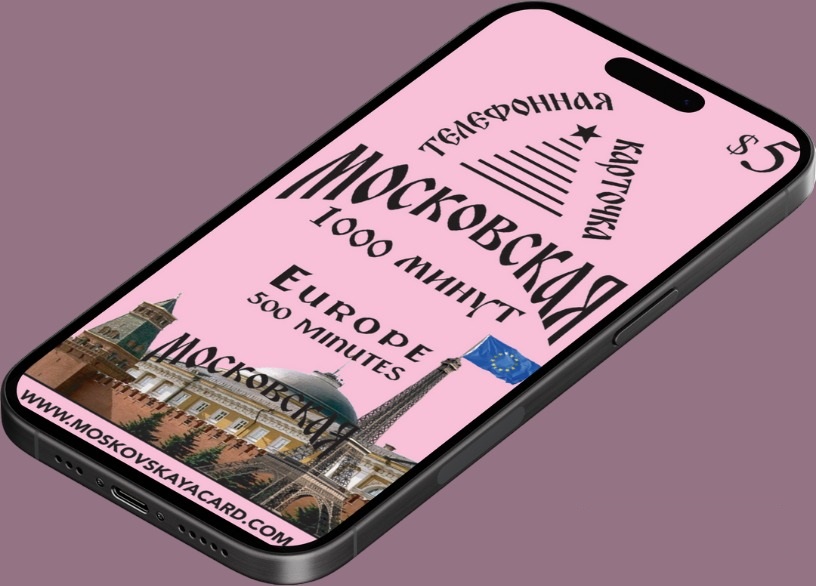 $5
ТЕЛЕФОННАЯ
КАРТОЧКА
МОСКОВСКАЯ
1000 МИНУТ
EUROPE
500 MINUTES
МОСКОВСКАЯ
WWW.MOSKOVSKAYACARD.COM